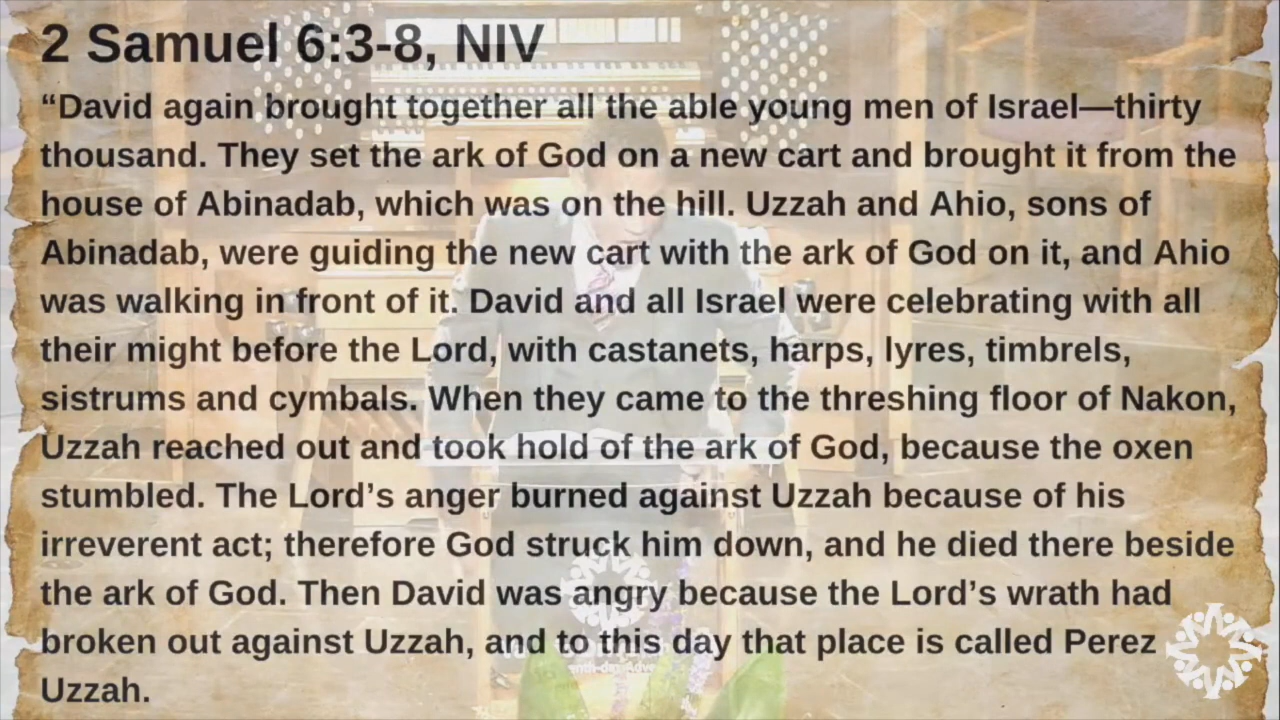 2 Samuel 6:3-8, NIV
“David again brought together all the able young men of Israel—thirty
thousand. They set the ark of God on a new cart and brought it from the
house of Abinadab, which was on the hill. Uzzah and Ahio, sons of
Abinadab, were guiding the new cart with the ark of God on it, and Ahio
was walking in front of it. David and all Israel were celebrating with all
their might before the Lord, with castanets, harps, lyres, timbrels,
sistrums and cymbals. When they came to the threshing floor of Nakon,
Uzzah reached out and took hold of the ark of God, because the oxen
stumbled. The Lord’s anger burned against Uzzah because of his
irreverent act; therefore God struck him down, and he died there beside
the ark of God. Then David was angry because the Lord’s wrath had
broken out against Uzzah, and to this day that place is called Perez
Uzzah.